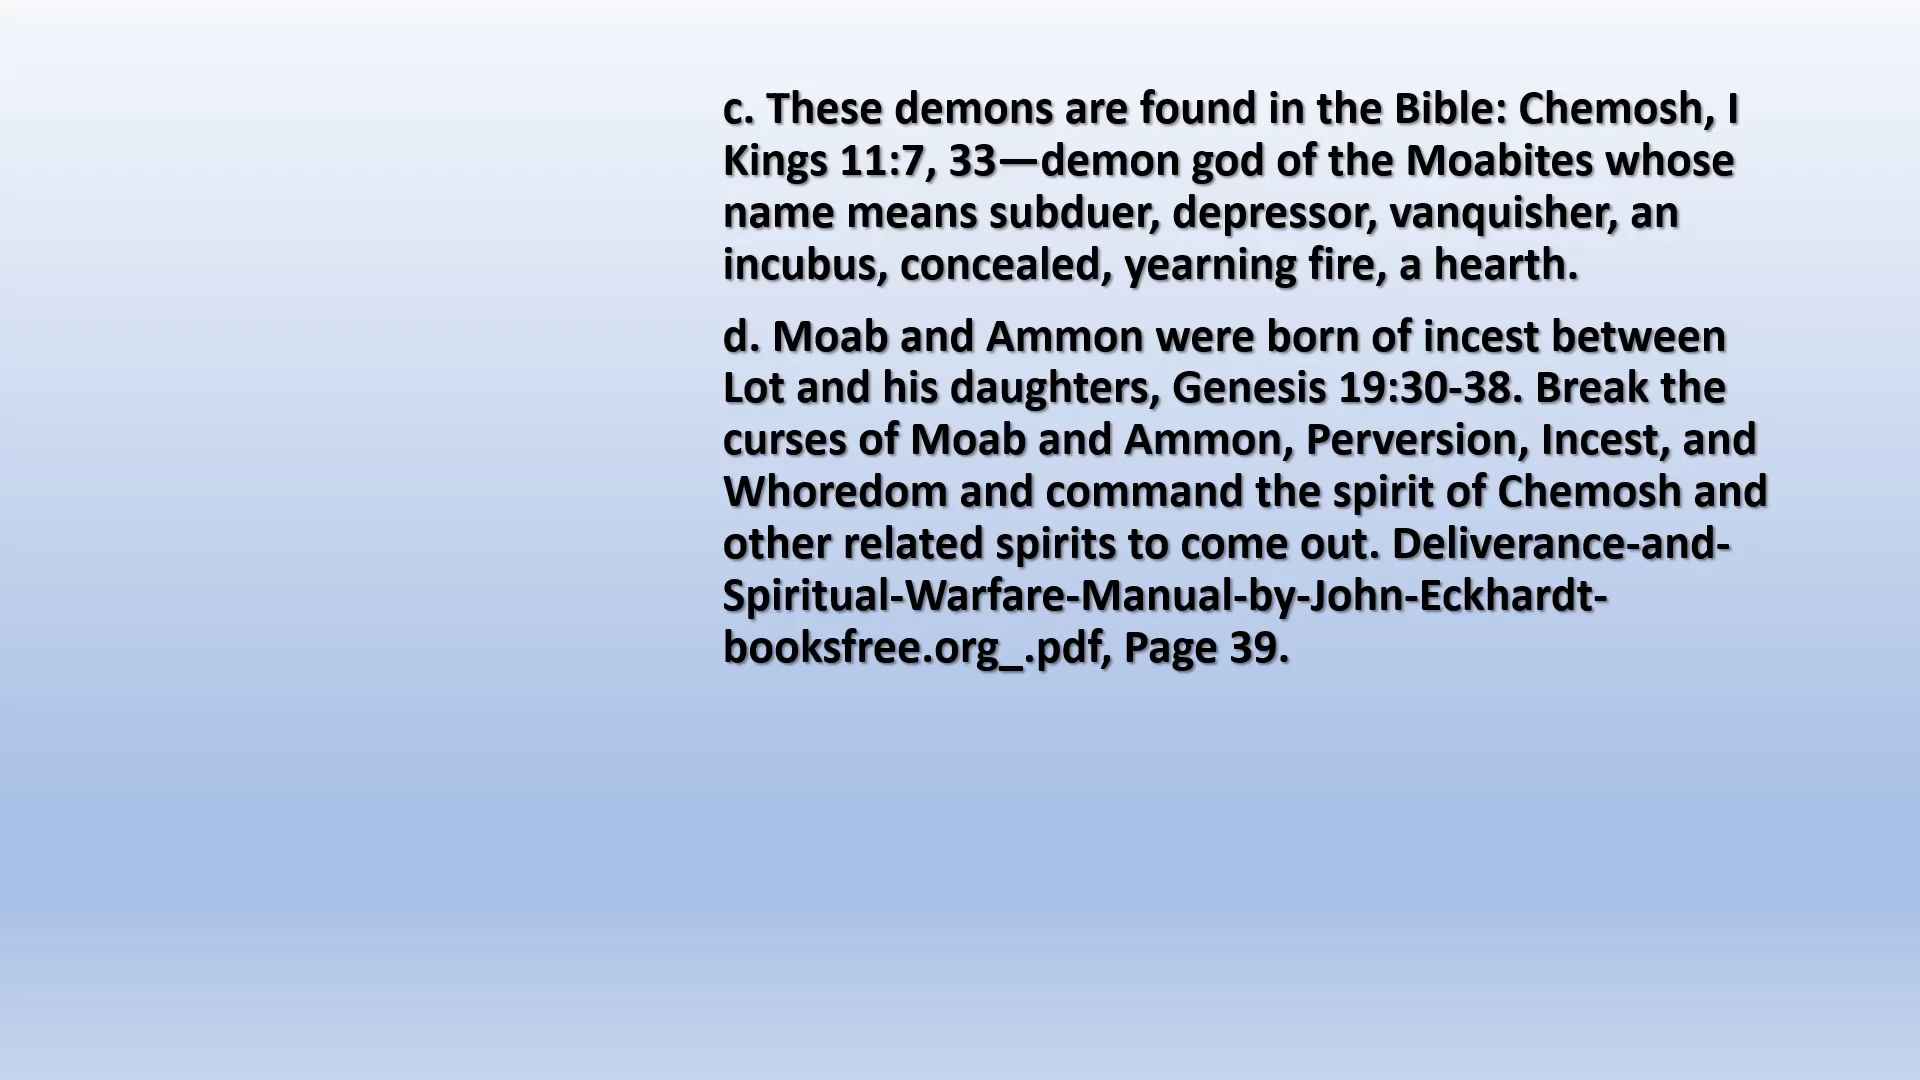 c. These demons are found in the Bible: Chemosh, I
Kings 11:7, 33—demon god of the Moabites whose
name means subduer, depressor, vanquisher, an
incubus, concealed, yearning fire, a hearth.
d. Moab and Ammon were born of incest between
Lot and his daughters, Genesis 19:30-38. Break the
curses of Moab and Ammon, Perversion, Incest, and
Whoredom and command the spirit of Chemosh and
other related spirits to come out. Deliverance-and-
Spiritual-Warfare-Manual-by-John-Eckhardt-
booksfree.org_.pdf, Page 39.